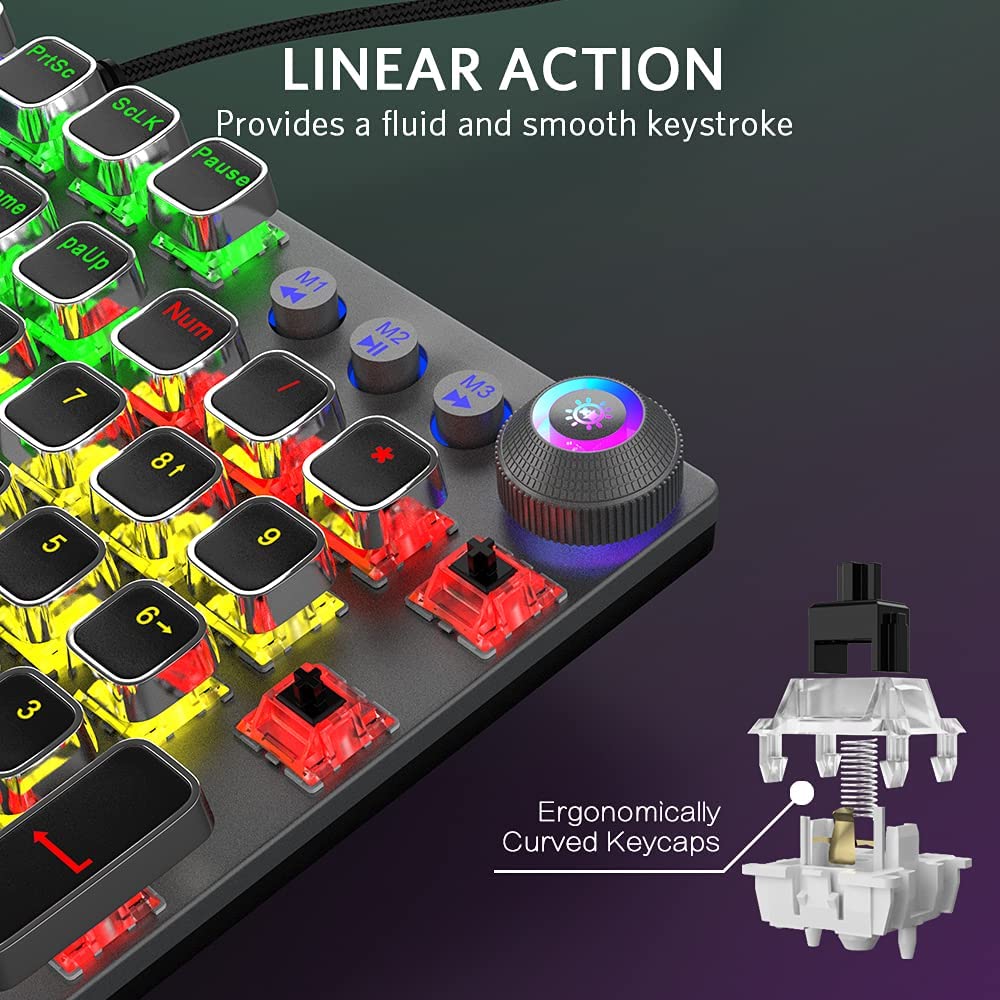 LINEAR ACTION
Provides a fluid and smooth keystroke
PrtSc
ScLK
Pause
ome
paUp
M1
M2
M3
Num
/
*
7
8↑
9
5
6→
3
Ergonomically
Curved Keycaps